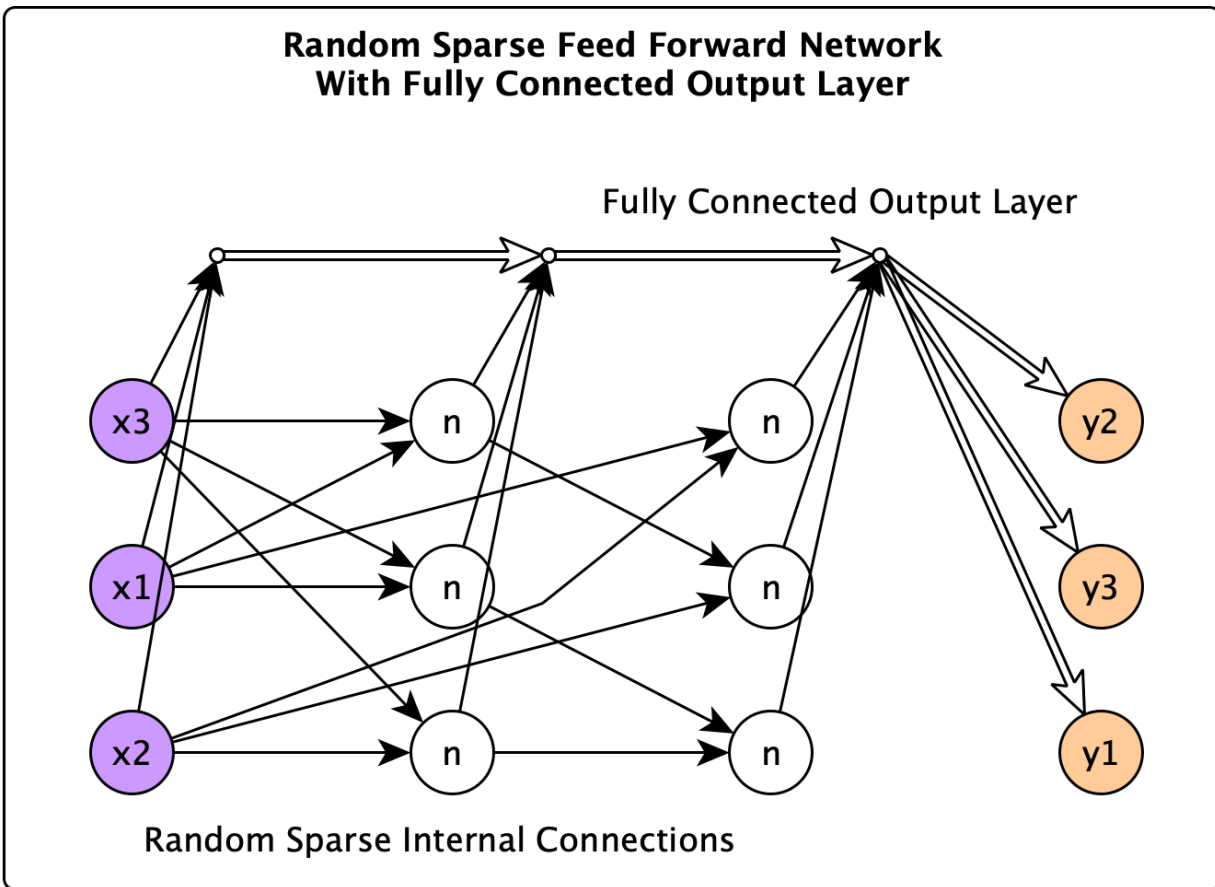 Random Sparse Feed Forward Network
With Fully Connected Output Layer
Fully Connected Output Layer
x3
n
n
y2
x1
n
n
y3
x2
n
n
y1
Random Sparse Internal Connections